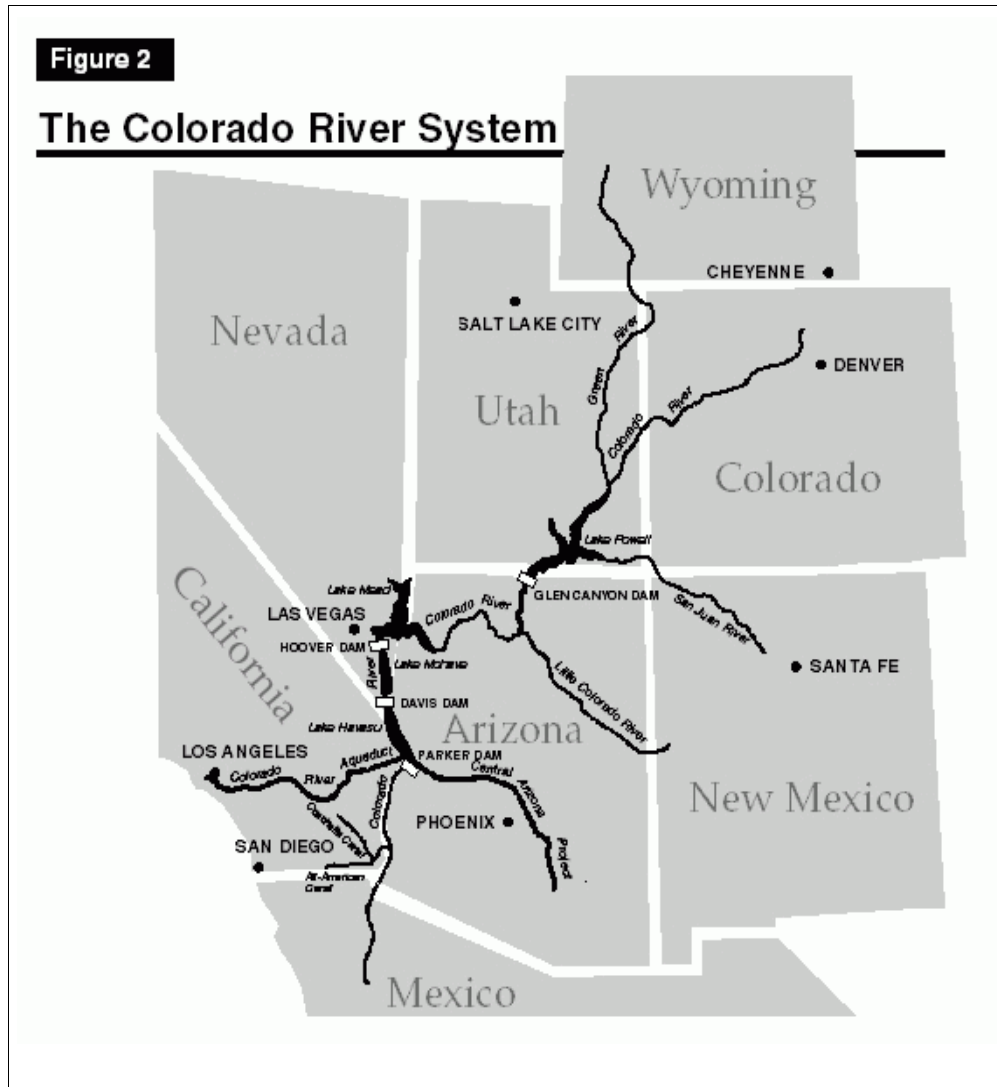 Figure 2
The Colorado River System
Wyoming
CHEYENNE
Nevada
SALT LAKE CITY
Green
River
DENVER
Utah
Colorado
River
Colorado
Lake Powell
GLEN CANYON DAM
San Juan River
Lake Mead
LAS VEGAS
Colorado River
HOOVER DAM
Lake Mohave
River
SANTA FE
California
Little Colorado River
DAVIS DAM
Lake Havasu
Arizona
LOS ANGELES
Colorado
River
Aqueduct
PARKER DAM
Central
Arizona
Project
Colorado
New Mexico
PHOENIX
Coachella Canal
SAN DIEGO
All-American
Canal
Mexico